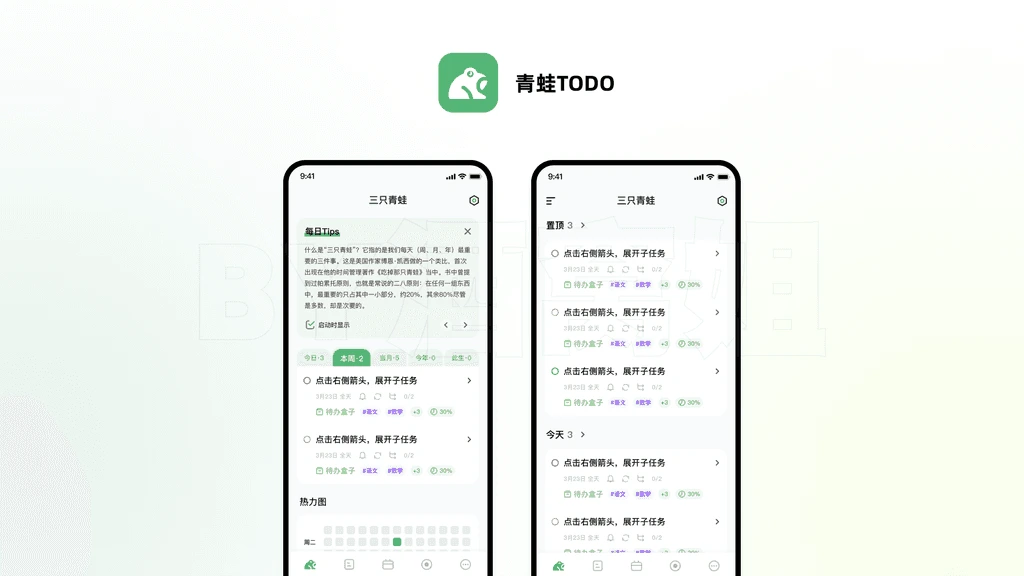 青蛙TODO
9:41
三只青蛙
每日Tips
什么是“三只青蛙”？它指的是我们每天（周、月、年）最重
要的三件事。这是美国作家博恩·凯西做的一个类比，首次
出现在他的时间管理著作《吃掉那只青蛙》当中。书中曾提
到过帕累托原则，也就是常说的二八原则：在任何一组东西
中，最重要的只占其中一小部分，约20%，其余80%尽管
是多数，却是次要的。
启动时显示
今日·3 本周·2 当月·5 今年·0 此生·0
点击右侧箭头，展开子任务
3月23日 全天 0/2
待办盒子 #语文 #数学 +3 30%
点击右侧箭头，展开子任务
3月23日 全天 0/2
待办盒子 #语文 #数学 +3 30%
热力图
周二
9:41
三只青蛙
置顶 3
点击右侧箭头，展开子任务
3月23日 全天 0/2
待办盒子 #语文 #数学 +3 30%
点击右侧箭头，展开子任务
3月23日 全天 0/2
待办盒子 #语文 #数学 +3 30%
点击右侧箭头，展开子任务
3月23日 全天 0/2
待办盒子 #语文 #数学 +3 30%
今天 3
点击右侧箭头，展开子任务
3月23日 全天 0/2
待办盒子 #语文 #数学 +3 30%
点击右侧箭头，展开子任务
3月23日 全天 0/2